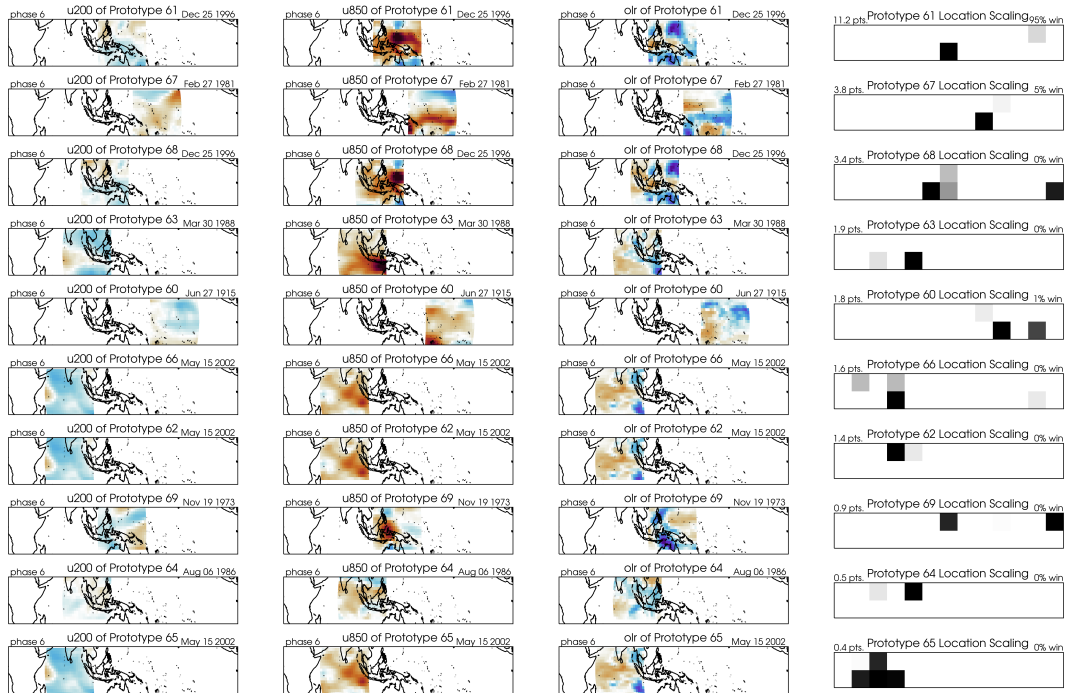 phase 6 u200 of Prototype 61 Dec 25 1996 phase 6 u850 of Prototype 61 Dec 25 1996 phase 6 olr of Prototype 61 Dec 25 1996 11.2 pts. Prototype 61 Location Scaling 95% win
phase 6 u200 of Prototype 67 Feb 27 1981 phase 6 u850 of Prototype 67 Feb 27 1981 phase 6 olr of Prototype 67 Feb 27 1981 3.8 pts. Prototype 67 Location Scaling 5% win
phase 6 u200 of Prototype 68 Dec 25 1996 phase 6 u850 of Prototype 68 Dec 25 1996 phase 6 olr of Prototype 68 Dec 25 1996 3.4 pts. Prototype 68 Location Scaling 0% win
phase 6 u200 of Prototype 63 Mar 30 1988 phase 6 u850 of Prototype 63 Mar 30 1988 phase 6 olr of Prototype 63 Mar 30 1988 1.9 pts. Prototype 63 Location Scaling 0% win
phase 6 u200 of Prototype 60 Jun 27 1915 phase 6 u850 of Prototype 60 Jun 27 1915 phase 6 olr of Prototype 60 Jun 27 1915 1.8 pts. Prototype 60 Location Scaling 1% win
phase 6 u200 of Prototype 66 May 15 2002 phase 6 u850 of Prototype 66 May 15 2002 phase 6 olr of Prototype 66 May 15 2002 1.6 pts. Prototype 66 Location Scaling 0% win
phase 6 u200 of Prototype 62 May 15 2002 phase 6 u850 of Prototype 62 May 15 2002 phase 6 olr of Prototype 62 May 15 2002 1.4 pts. Prototype 62 Location Scaling 0% win
phase 6 u200 of Prototype 69 Nov 19 1973 phase 6 u850 of Prototype 69 Nov 19 1973 phase 6 olr of Prototype 69 Nov 19 1973 0.9 pts. Prototype 69 Location Scaling 0% win
phase 6 u200 of Prototype 64 Aug 06 1986 phase 6 u850 of Prototype 64 Aug 06 1986 phase 6 olr of Prototype 64 Aug 06 1986 0.5 pts. Prototype 64 Location Scaling 0% win
phase 6 u200 of Prototype 65 May 15 2002 phase 6 u850 of Prototype 65 May 15 2002 phase 6 olr of Prototype 65 May 15 2002 0.4 pts. Prototype 65 Location Scaling 0% win